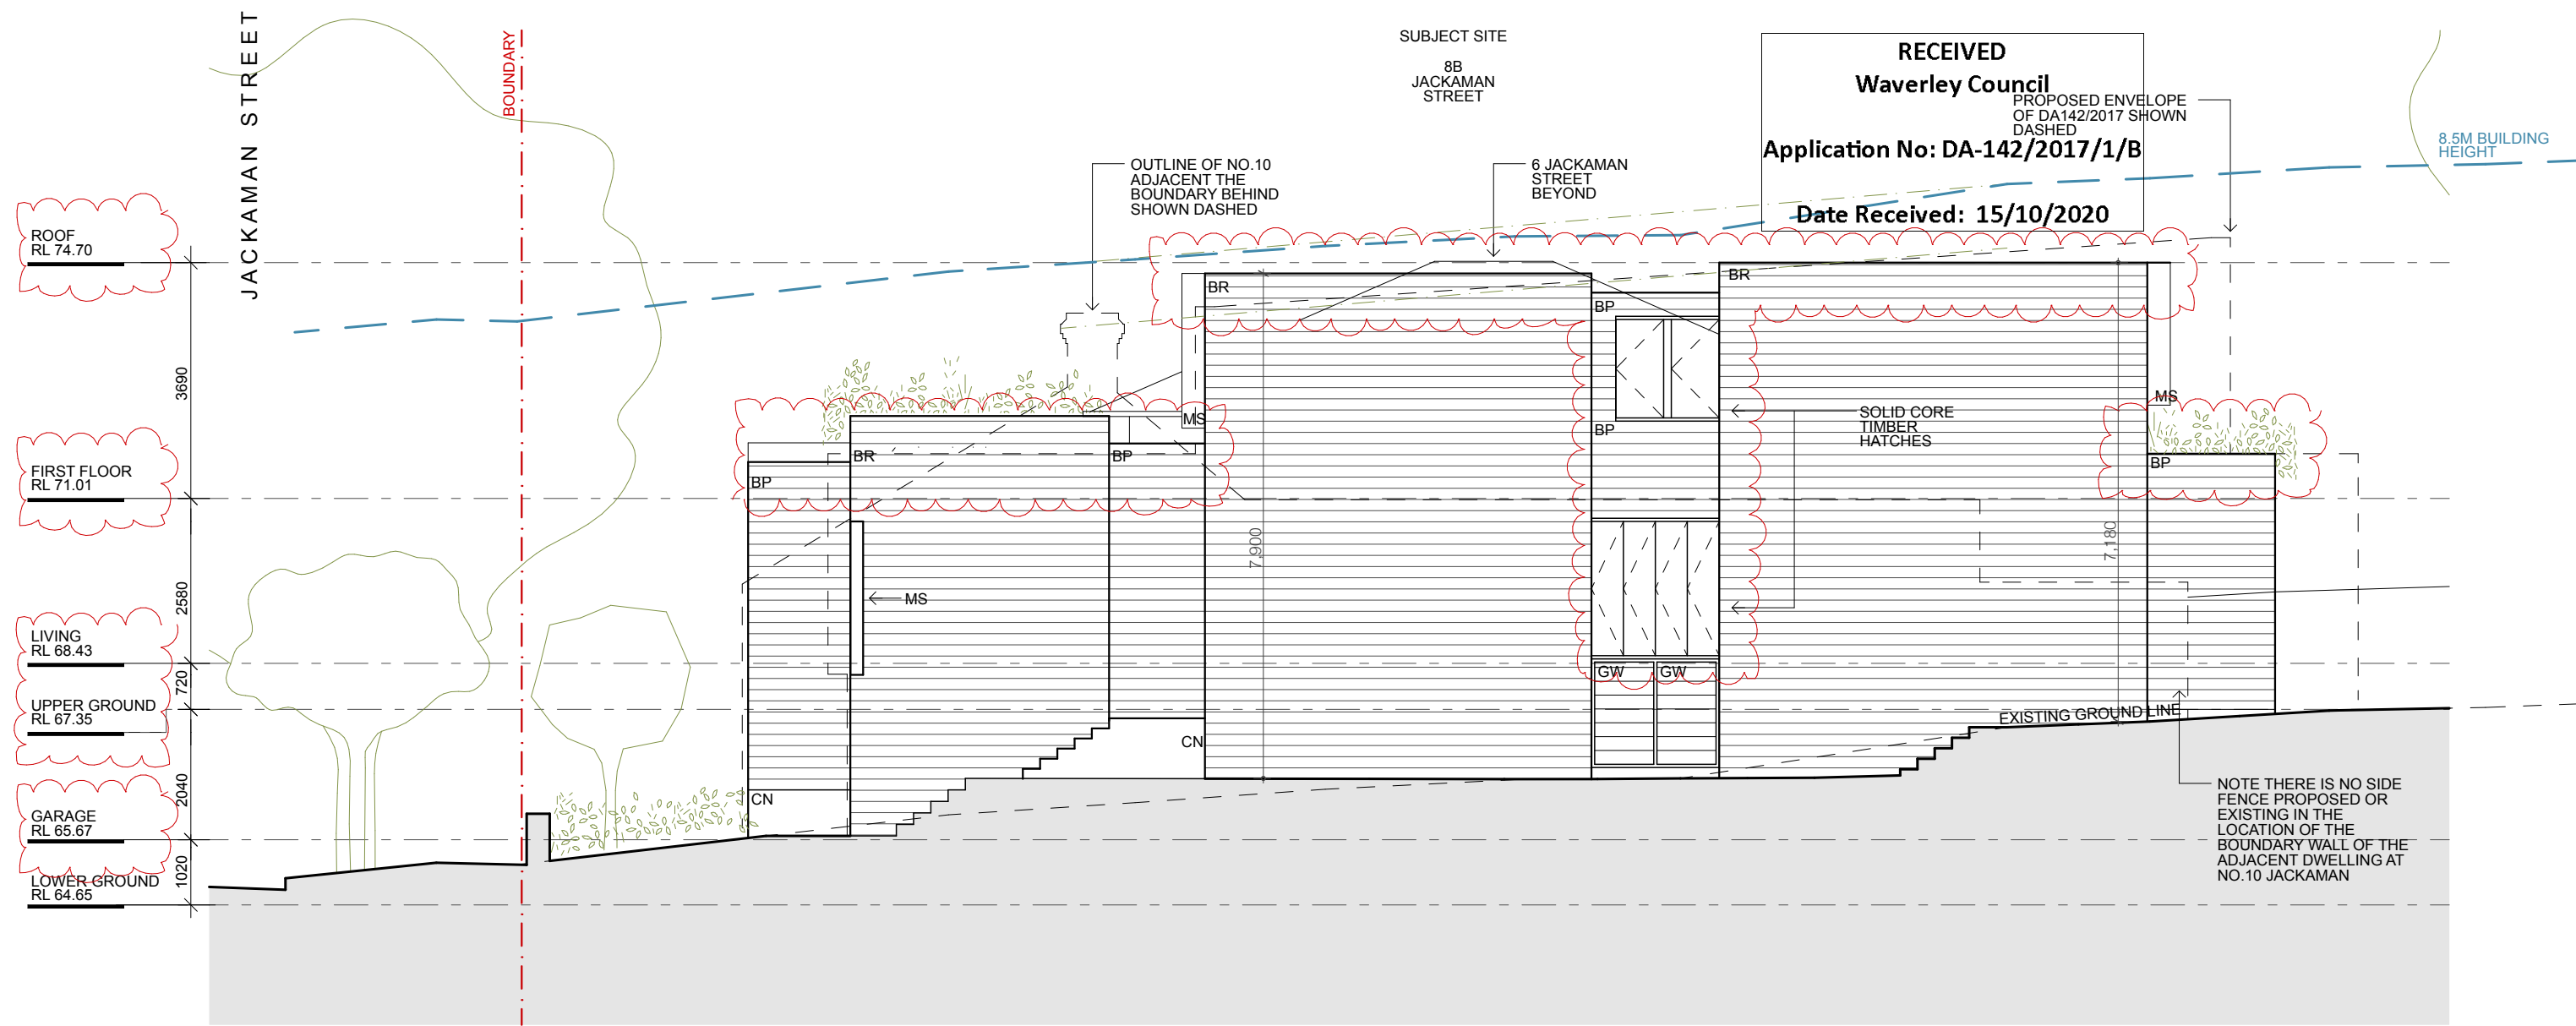 JACKAMAN STREET
BOUNDARY
SUBJECT SITE
8B
JACKAMAN
STREET
RECEIVED
Waverley Council
Application No: DA-142/2017/1/B
Date Received: 15/10/2020
PROPOSED ENVELOPE
OF DA142/2017 SHOWN
DASHED
8.5M BUILDING
HEIGHT
OUTLINE OF NO.10
ADJACENT THE
BOUNDARY BEHIND
SHOWN DASHED
6 JACKAMAN
STREET
BEYOND
ROOF
RL 74.70
3690
FIRST FLOOR
RL 71.01
2580
LIVING
RL 68.43
720
UPPER GROUND
RL 67.35
2040
GARAGE
RL 65.67
1020
LOWER GROUND
RL 64.65
BR
BP
BR
MS
MS
BP
SOLID CORE
TIMBER
HATCHES
BR
BP
BP
BP
7,900
7,180
MS
GW
GW
CN
CN
EXISTING GROUND LINE
NOTE THERE IS NO SIDE
FENCE PROPOSED OR
EXISTING IN THE
LOCATION OF THE
BOUNDARY WALL OF THE
ADJACENT DWELLING AT
NO.10 JACKAMAN